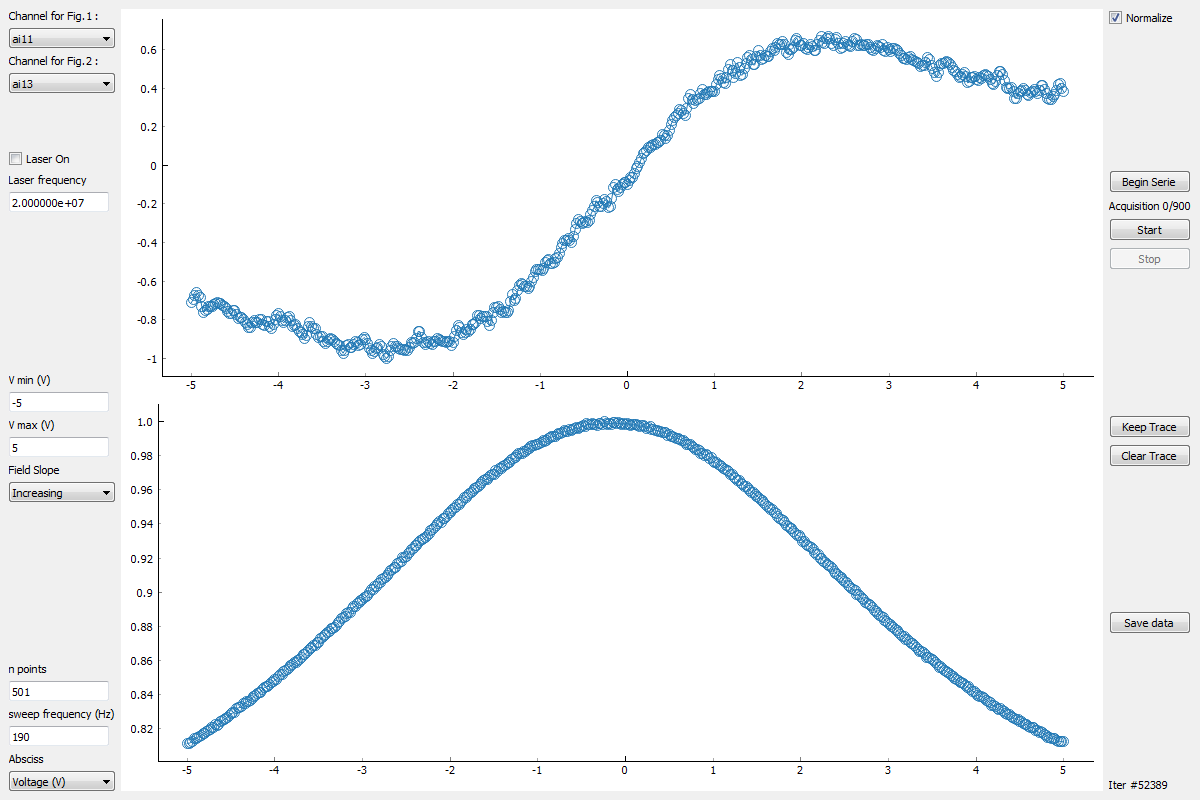 Channel for Fig.1 :
ai11
Channel for Fig.2 :
ai13
Laser On
Laser frequency
2.000000e+07
V min (V)
-5
V max (V)
5
Field Slope
Increasing
n points
501
sweep frequency (Hz)
190
Absciss
Voltage (V)
0.6
0.4
0.2
0
-0.2
-0.4
-0.6
-0.8
-1
-5 -4 -3 -2 -1 0 1 2 3 4 5
1.0
0.98
0.96
0.94
0.92
0.9
0.88
0.86
0.84
0.82
-5 -4 -3 -2 -1 0 1 2 3 4 5
Normalize
Begin Serie
Acquisition 0/900
Start
Stop
Keep Trace
Clear Trace
Save data
Iter #52389